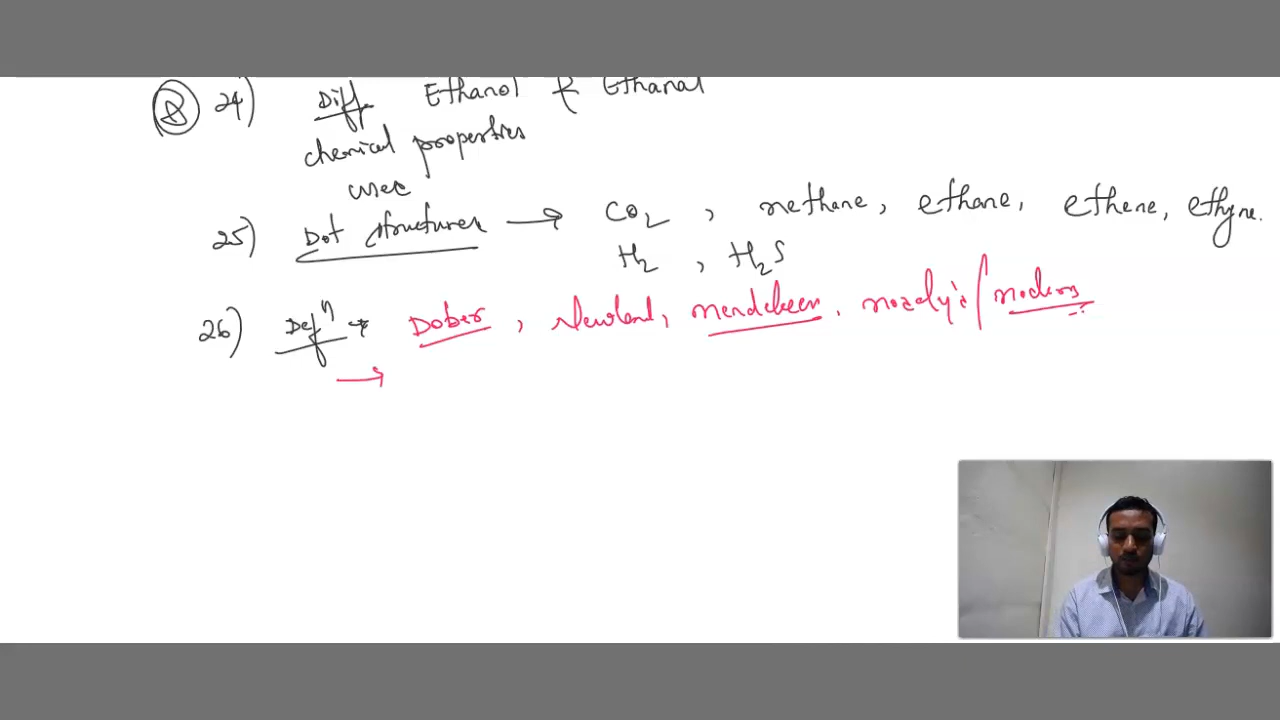 Q 24) Diff Ethanol & Ethanal
chemical properties
uses
25) Dot structures → CO2, methane, ethane, ethene, ethyne.
H2, H2S
26) Defn → Dober, Newland, Mendeleev. Mosely's / Modern
→